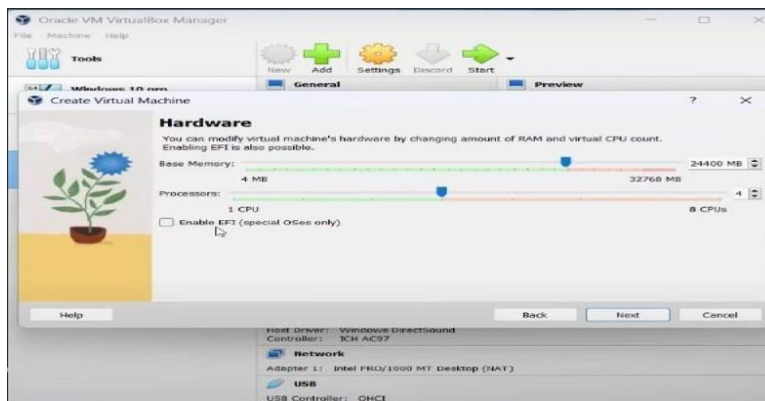 Oracle VM VirtualBox Manager
File Machine Help
Tools
New Add Settings Discard Start
Windows 10 pro
General
Preview
Create Virtual Machine
? 
Hardware
You can modify virtual machine's hardware by changing amount of RAM and virtual CPU count.
Enabling EFI is also possible.
Base Memory: 24400 MB
4 MB 32768 MB
Processors: 4
1 CPU 8 CPUs
Enable EFI (special OSes only)
Help Back Next Cancel
Host Driver: Windows DirectSound
Controller: ICH AC97
Network
Adapter 1: Intel PRO/1000 MT Desktop (NAT)
USB
USB Controller: OHCI